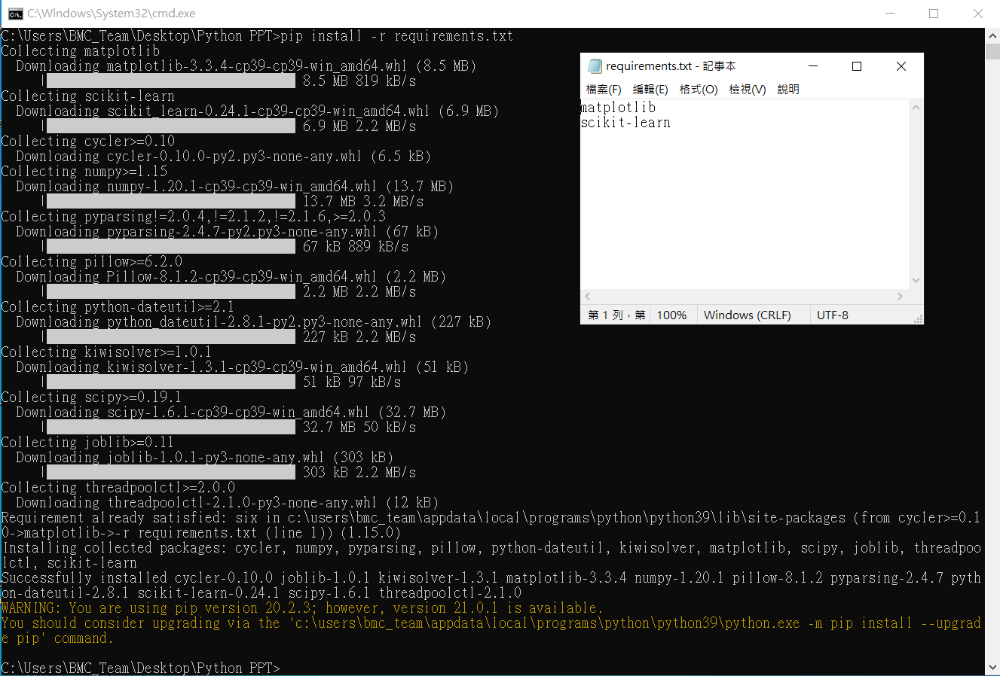 C:\Windows\System32\cmd.exe
C:\Users\BMC_Team\Desktop\Python PPT>pip install -r requirements.txt
Collecting matplotlib
  Downloading matplotlib-3.3.4-cp39-cp39-win_amd64.whl (8.5 MB)
     | 8.5 MB 819 kB/s
Collecting scikit-learn
  Downloading scikit_learn-0.24.1-cp39-cp39-win_amd64.whl (6.9 MB)
     | 6.9 MB 2.2 MB/s
Collecting cycler>=0.10
  Downloading cycler-0.10.0-py2.py3-none-any.whl (6.5 kB)
Collecting numpy>=1.15
  Downloading numpy-1.20.1-cp39-cp39-win_amd64.whl (13.7 MB)
     | 13.7 MB 3.2 MB/s
Collecting pyparsing!=2.0.4,!=2.1.2,!=2.1.6,>=2.0.3
  Downloading pyparsing-2.4.7-py2.py3-none-any.whl (67 kB)
     | 67 kB 889 kB/s
Collecting pillow>=6.2.0
  Downloading Pillow-8.1.2-cp39-cp39-win_amd64.whl (2.2 MB)
     | 2.2 MB 2.2 MB/s
Collecting python-dateutil>=2.1
  Downloading python_dateutil-2.8.1-py2.py3-none-any.whl (227 kB)
     | 227 kB 2.2 MB/s
Collecting kiwisolver>=1.0.1
  Downloading kiwisolver-1.3.1-cp39-cp39-win_amd64.whl (51 kB)
     | 51 kB 97 kB/s
Collecting scipy>=0.19.1
  Downloading scipy-1.6.1-cp39-cp39-win_amd64.whl (32.7 MB)
     | 32.7 MB 50 kB/s
Collecting joblib>=0.11
  Downloading joblib-1.0.1-py3-none-any.whl (303 kB)
     | 303 kB 2.2 MB/s
Collecting threadpoolctl>=2.0.0
  Downloading threadpoolctl-2.1.0-py3-none-any.whl (12 kB)
Requirement already satisfied: six in c:\users\bmc_team\appdata\local\programs\python\python39\lib\site-packages (from cycler>=0.1
0->matplotlib->-r requirements.txt (line 1)) (1.15.0)
Installing collected packages: cycler, numpy, pyparsing, pillow, python-dateutil, kiwisolver, matplotlib, scipy, joblib, threadpoo
lctl, scikit-learn
Successfully installed cycler-0.10.0 joblib-1.0.1 kiwisolver-1.3.1 matplotlib-3.3.4 numpy-1.20.1 pillow-8.1.2 pyparsing-2.4.7 pyth
on-dateutil-2.8.1 scikit-learn-0.24.1 scipy-1.6.1 threadpoolctl-2.1.0
WARNING: You are using pip version 20.2.3; however, version 21.0.1 is available.
You should consider upgrading via the 'c:\users\bmc_team\appdata\local\programs\python\python39\python.exe -m pip install --upgrad
e pip' command.
C:\Users\BMC_Team\Desktop\Python PPT>
requirements.txt - 記事本
檔案(F) 編輯(E) 格式(O) 檢視(V) 說明
matplotlib
scikit-learn
第 1 列，第 100% Windows (CRLF) UTF-8